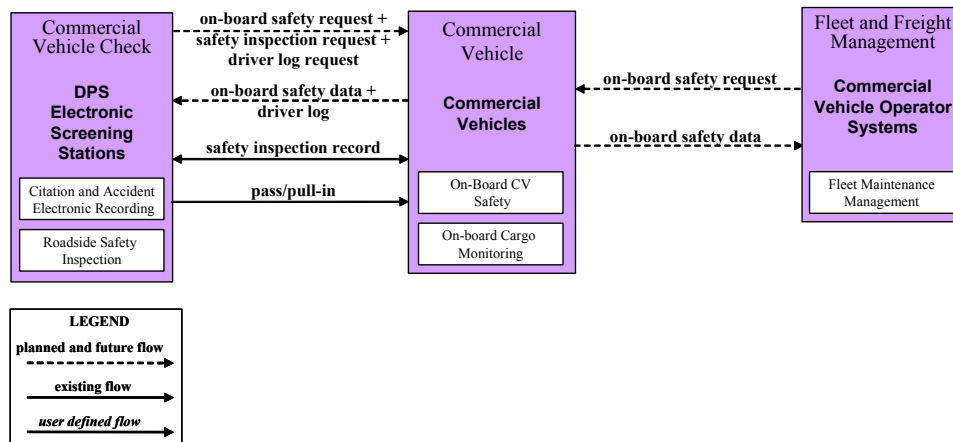 Commercial
Vehicle Check
DPS
Electronic
Screening
Stations
Citation and Accident
Electronic Recording
Roadside Safety
Inspection
on-board safety request +
safety inspection request +
driver log request
on-board safety data +
driver log
safety inspection record
pass/pull-in
Commercial
Vehicle
Commercial
Vehicles
On-Board CV
Safety
On-board Cargo
Monitoring
on-board safety request
on-board safety data
Fleet and Freight
Management
Commercial
Vehicle Operator
Systems
Fleet Maintenance
Management
LEGEND
planned and future flow
existing flow
user defined flow